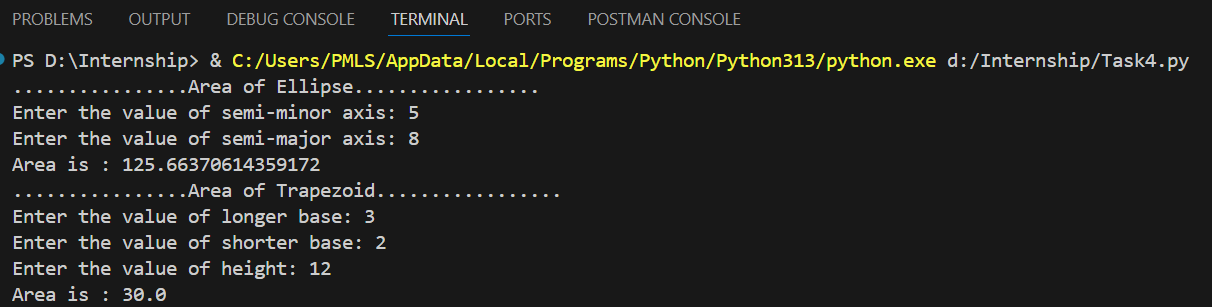 PROBLEMS OUTPUT DEBUG CONSOLE TERMINAL PORTS POSTMAN CONSOLE
PS D:\Internship> & C:/Users/PMLS/AppData/Local/Programs/Python/Python313/python.exe d:/Internship/Task4.py
................Area of Ellipse.................
Enter the value of semi-minor axis: 5
Enter the value of semi-major axis: 8
Area is : 125.66370614359172
................Area of Trapezoid.................
Enter the value of longer base: 3
Enter the value of shorter base: 2
Enter the value of height: 12
Area is : 30.0